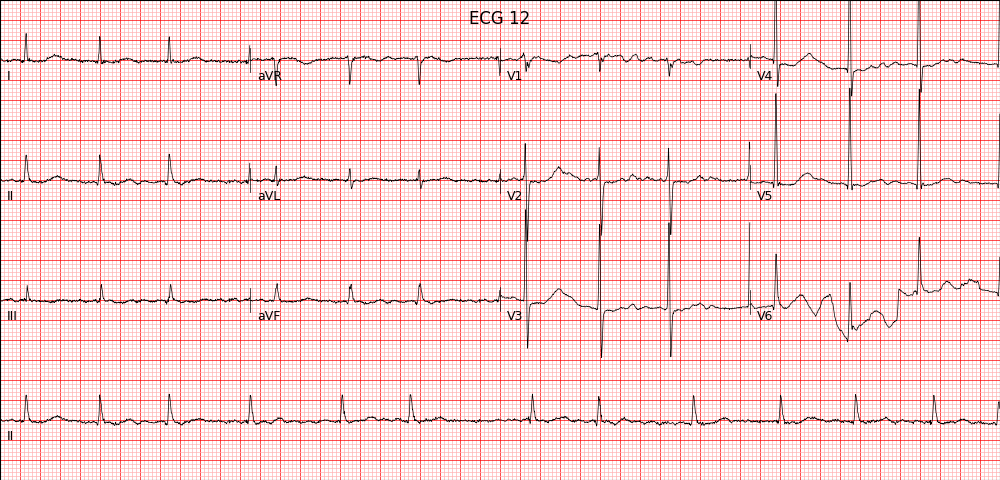 ECG 12
I aVR V1 V4
II aVL V2 V5
III aVF V3 V6
II